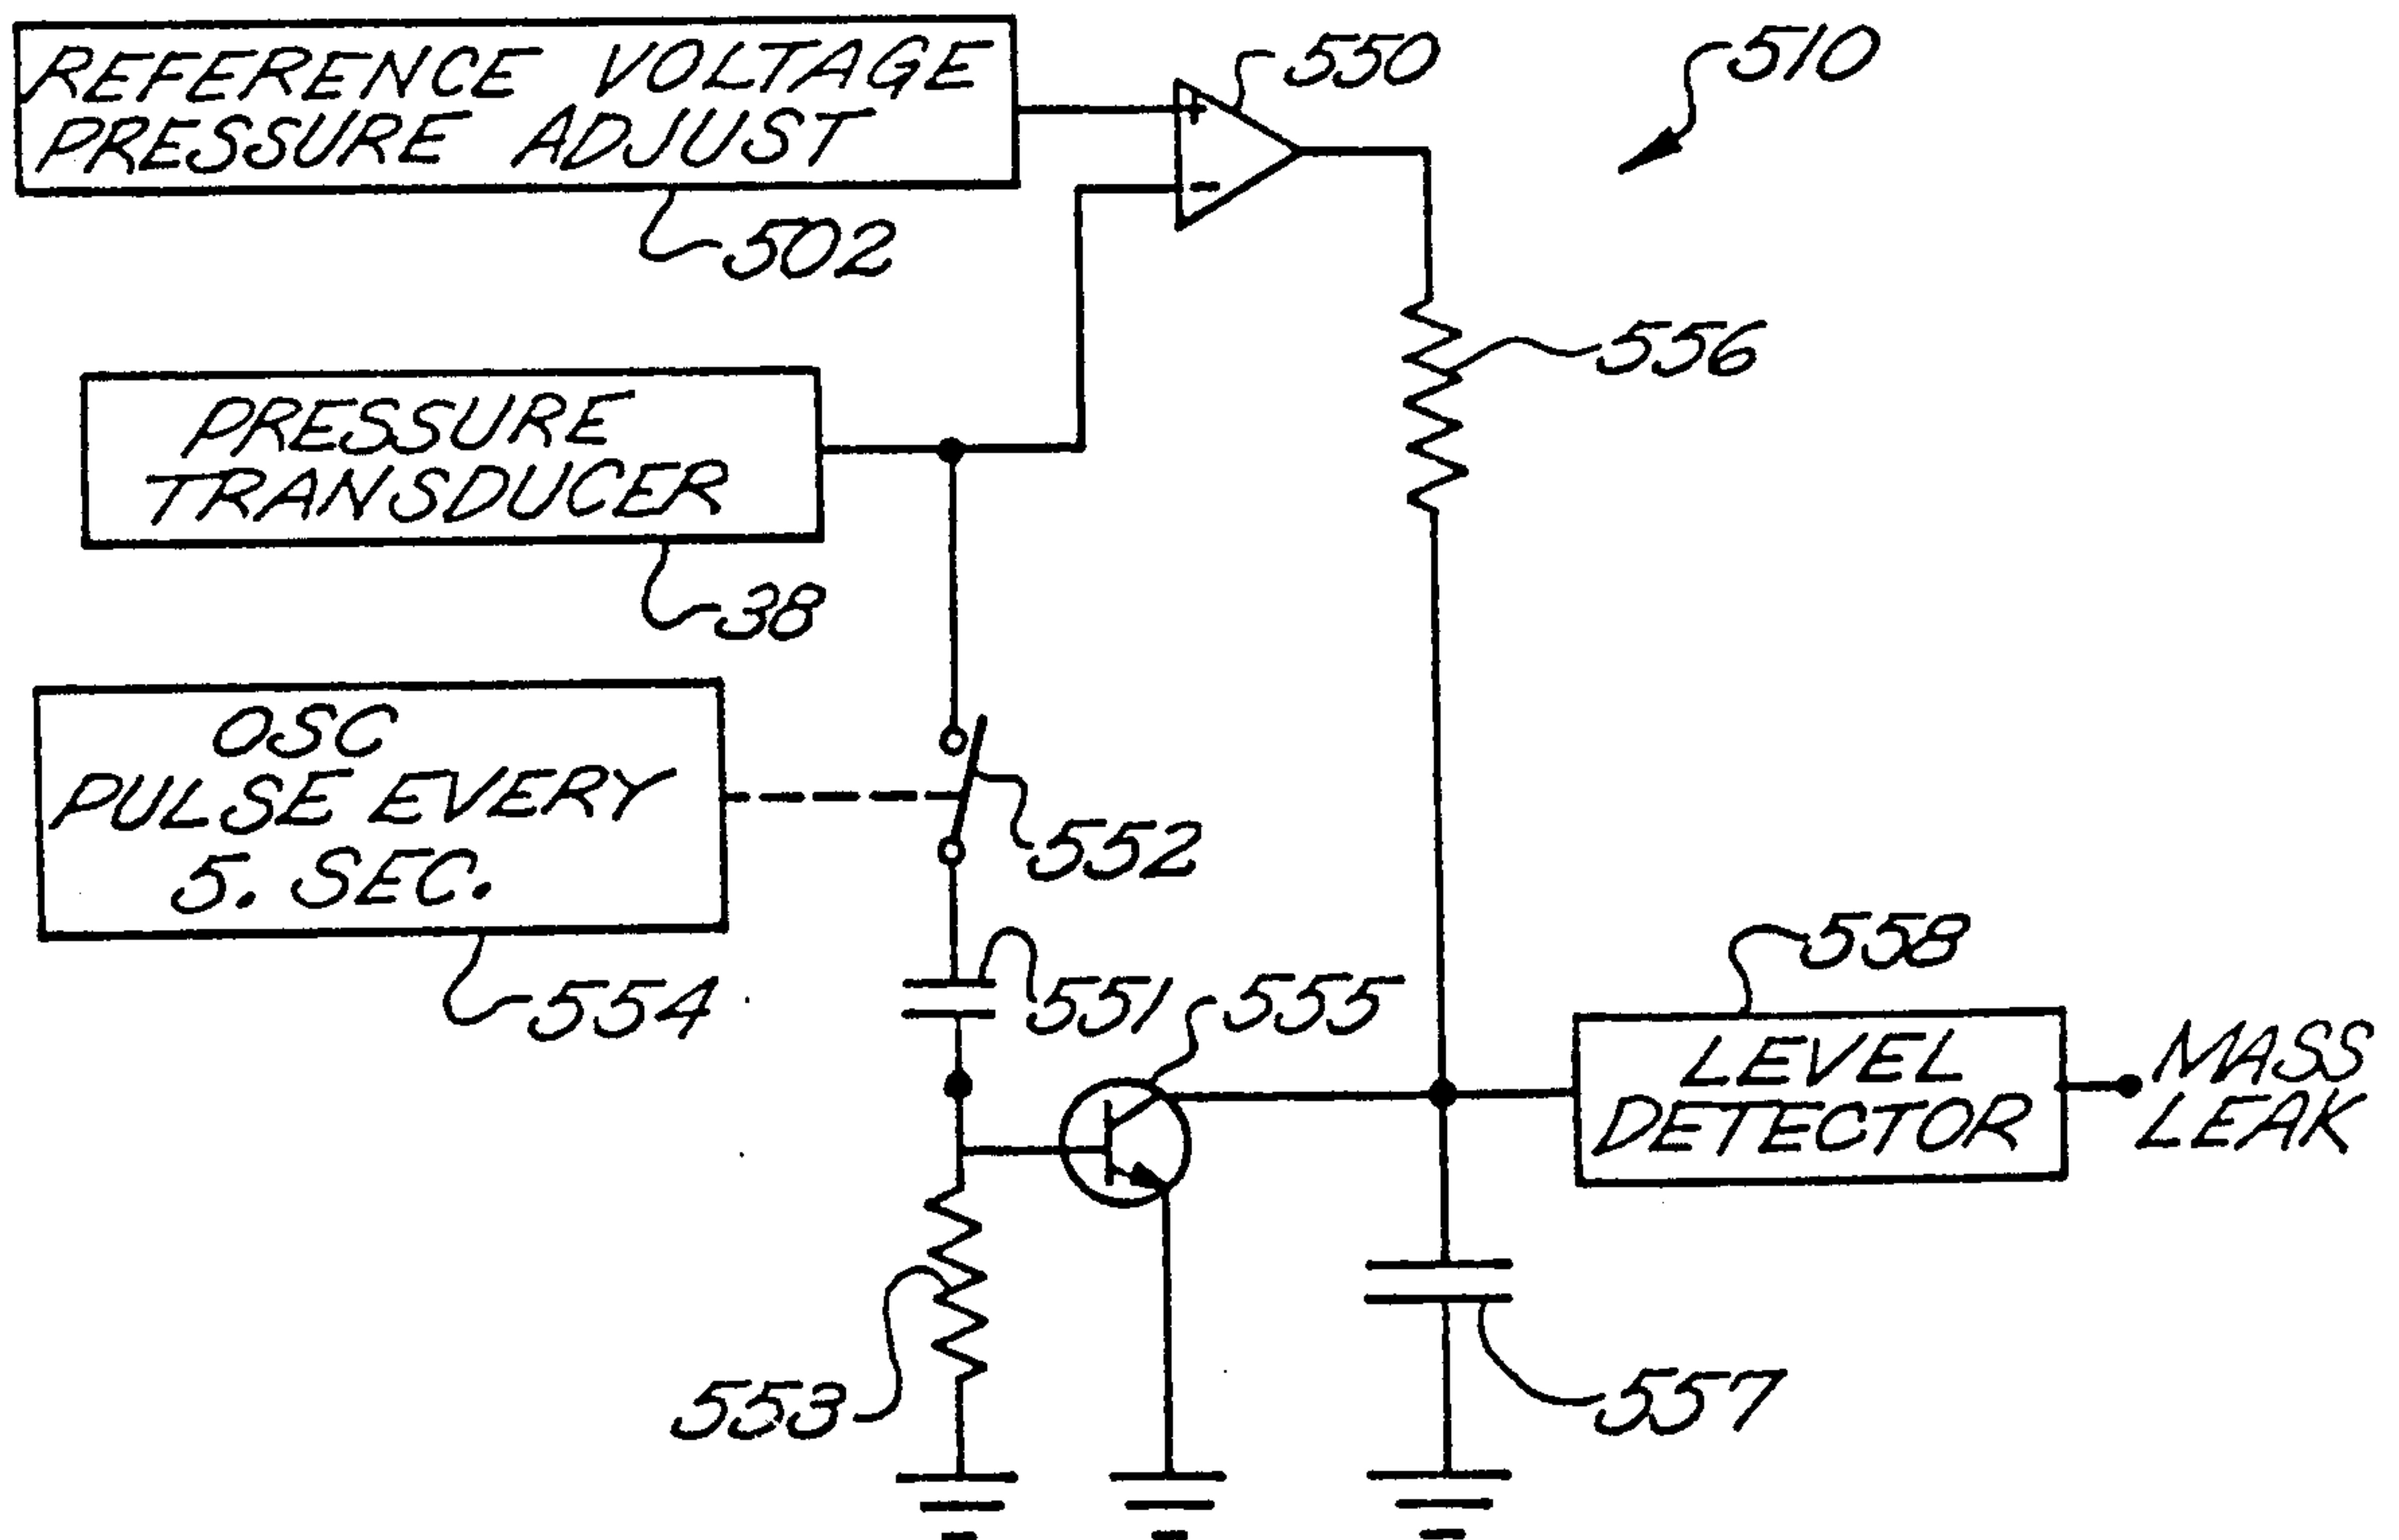 REFERENCE VOLTAGE
PRESSURE ADJUST
502
550
510
556
PRESSURE
TRANSDUCER
38
OSC
PULSE EVERY
5. SEC.
554
552
551
555
558
LEVEL
DETECTOR
MASS
LEAK
553
557
+
-